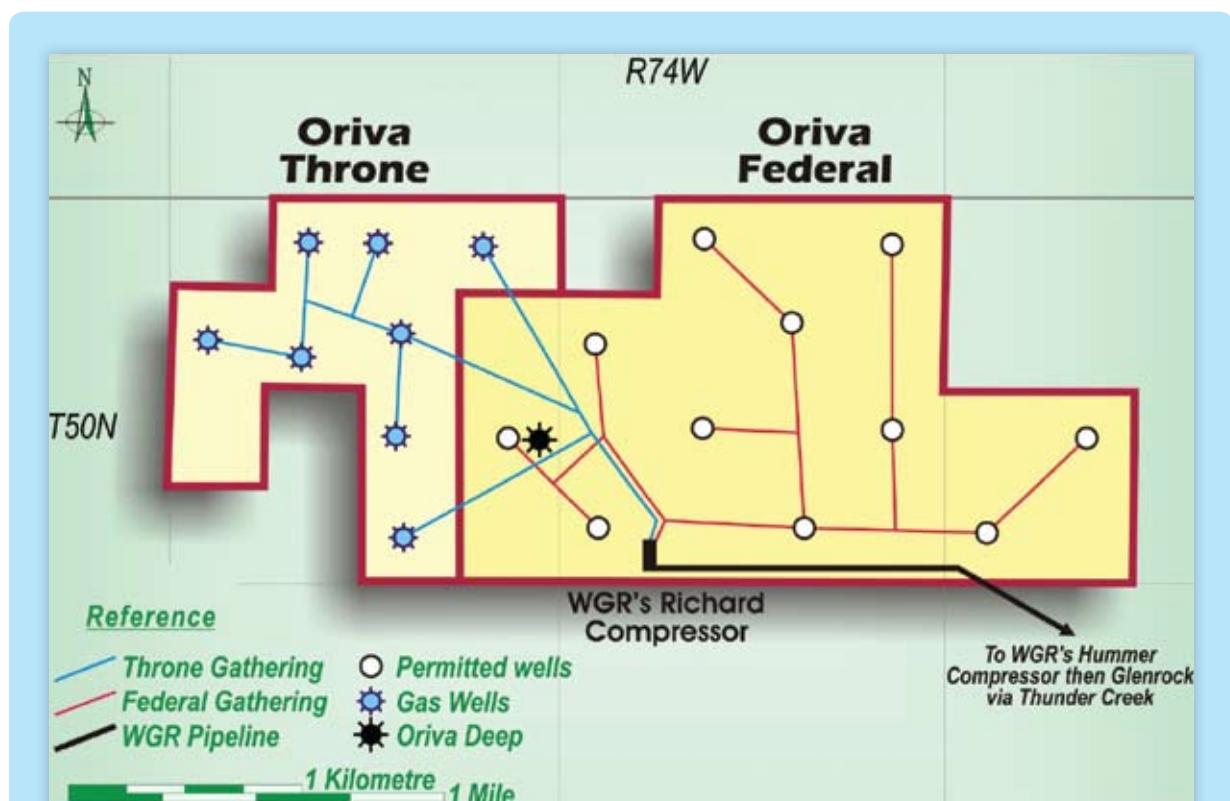 N
R74W
Oriva
Throne
Oriva
Federal
T50N
WGR's Richard
Compressor
Reference
Throne Gathering
Federal Gathering
WGR Pipeline
Permitted wells
Gas Wells
Oriva Deep
To WGR's Hummer
Compressor then Glenrock
via Thunder Creek
1 Kilometre
1 Mile